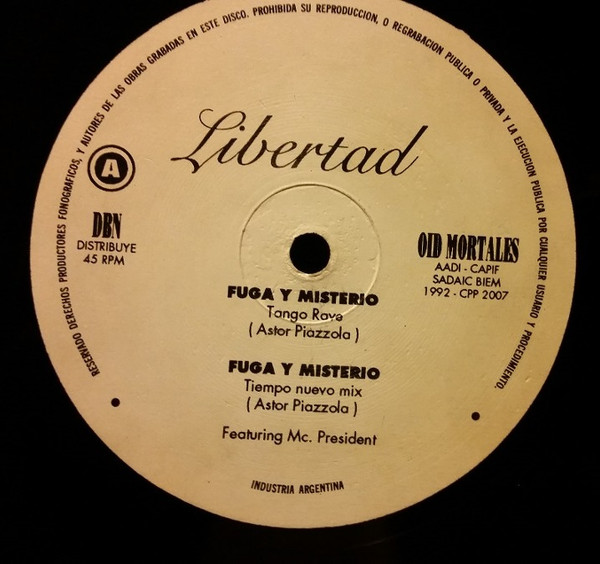 RESERVADO DERECHOS PRODUCTORES FONOGRAFICOS, Y AUTORES DE LAS OBRAS GRABADAS EN ESTE DISCO. PROHIBIDA SU REPRODUCCION, O REGRABACION PUBLICA O PRIVADA Y LA EJECUCION PUBLICA POR CUALQUIER USUARIO Y PROCEDIMIENTO.
Libertad
A
DBN
DISTRIBUYE
45 RPM
OID MORTALES
AADI - CAPIF
SADAIC BIEM
1992 - CPP 2007
FUGA Y MISTERIO
Tango Rave
( Astor Piazzola )
FUGA Y MISTERIO
Tiempo nuevo mix
( Astor Piazzola )
Featuring Mc. President
INDUSTRIA ARGENTINA